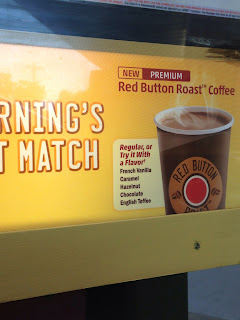 NEW PREMIUM
Red Button Roast™ Coffee
RNING'S
T MATCH
Regular, or
Try it With
a Flavor!
French Vanilla
Caramel
Hazelnut
Chocolate
English Toffee
RED BUTTON